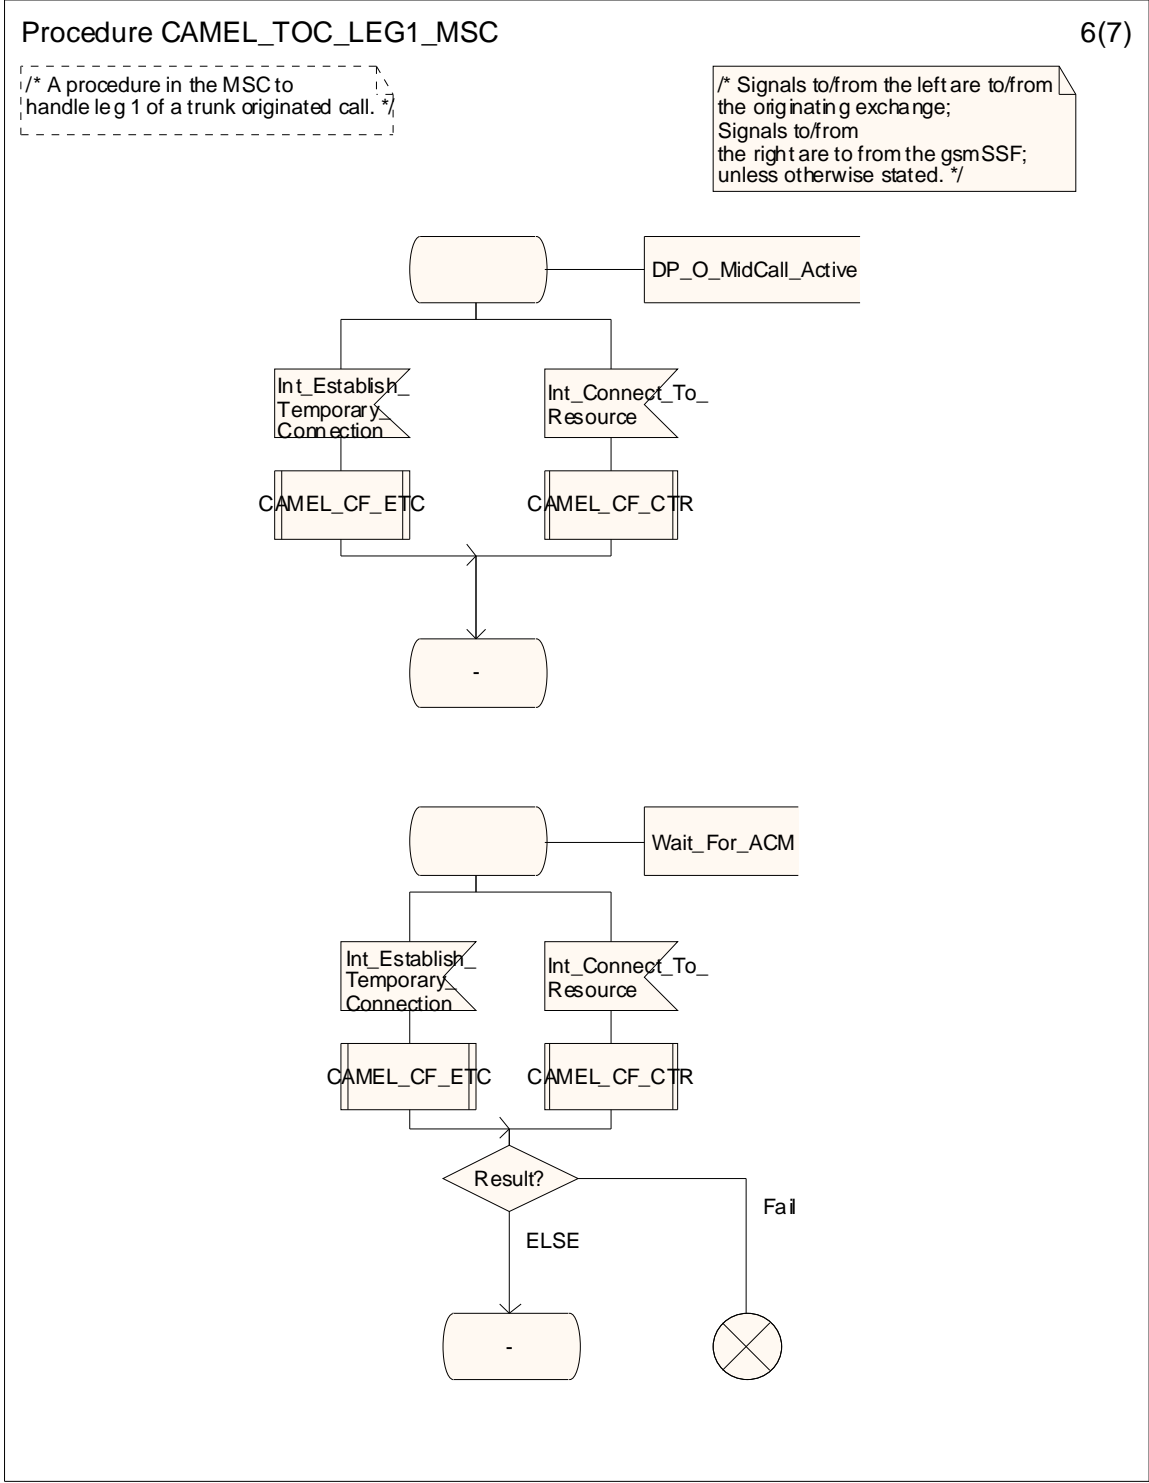 Procedure CAMEL_TOC_LEG1_MSC
6(7)
/* A procedure in the MSC to
handle leg 1 of a trunk originated call. */
/* Signals to/from the left are to/from
the originating exchange;
Signals to/from
the right are to from the gsmSSF;
unless otherwise stated. */
DP_O_MidCall_Active
Int_Establish_
Temporary_
Connection
Int_Connect_To_
Resource
CAMEL_CF_ETC
CAMEL_CF_CTR
-
Wait_For_ACM
Int_Establish_
Temporary_
Connection
Int_Connect_To_
Resource
CAMEL_CF_ETC
CAMEL_CF_CTR
Result?
Fail
ELSE
-